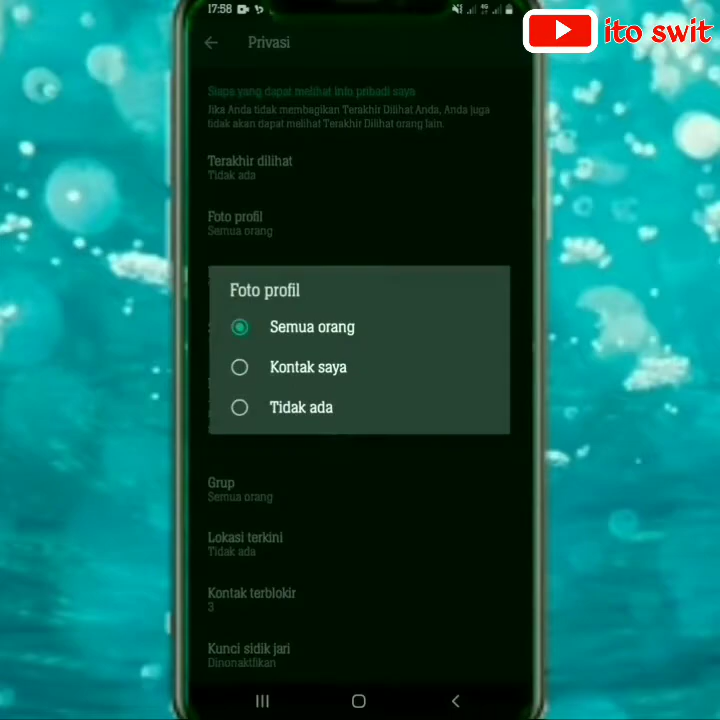 17:58
ito swit
Privasi
Siapa yang dapat melihat info pribadi saya
Jika Anda tidak membagikan Terakhir Dilihat Anda, Anda juga
tidak akan dapat melihat Terakhir Dilihat orang lain.
Terakhir dilihat
Tidak ada
Foto profil
Semua orang
Foto profil
Semua orang
Kontak saya
Tidak ada
Grup
Semua orang
Lokasi terkini
Tidak ada
Kontak terblokir
3
Kunci sidik jari
Dinonaktifkan